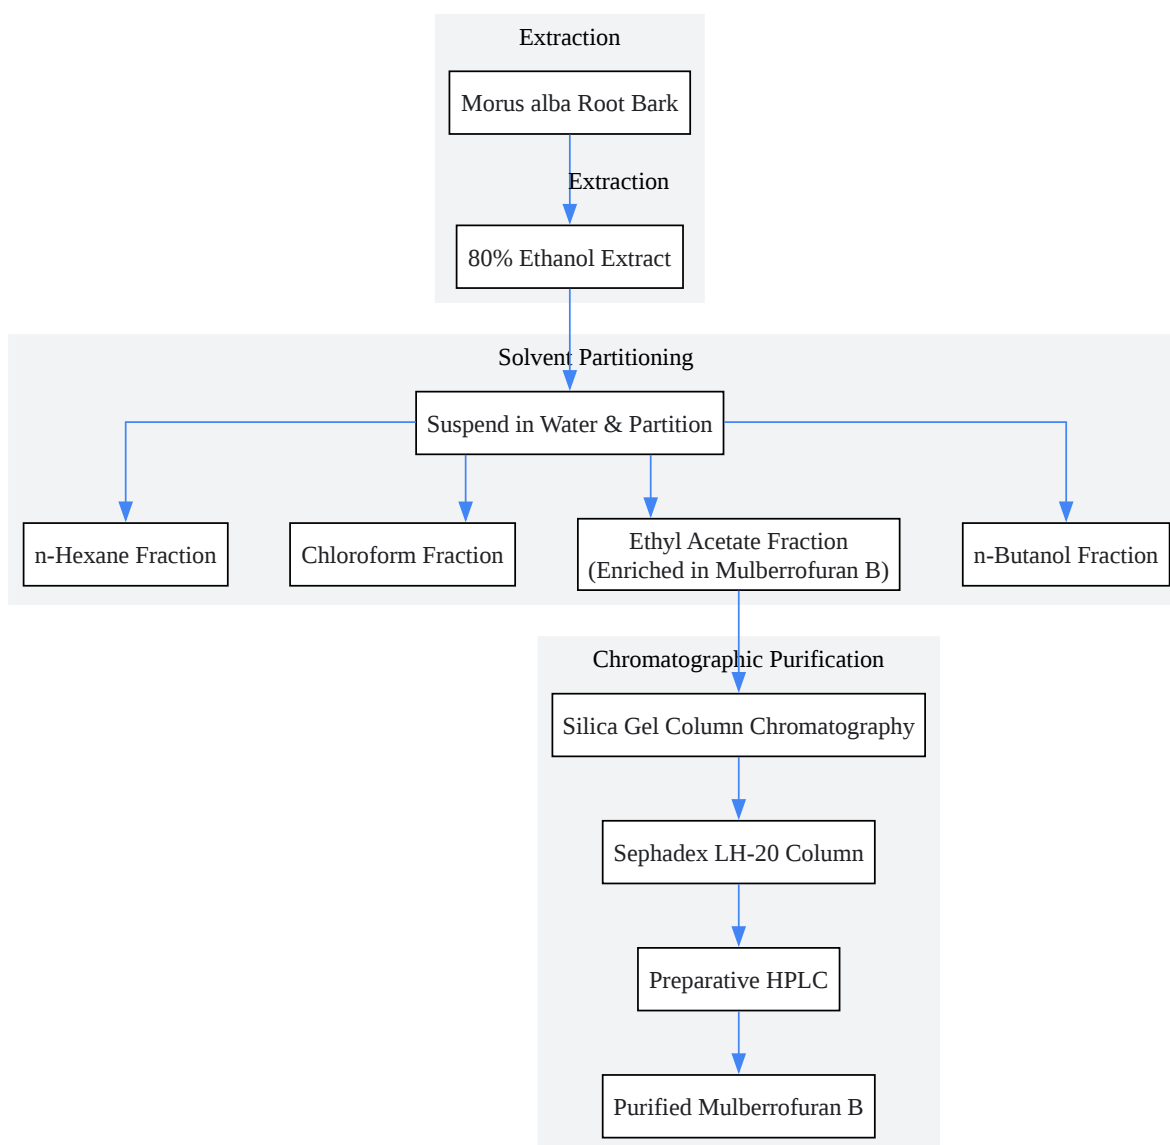 Extraction
Morus alba Root Bark
Extraction
80% Ethanol Extract
Solvent Partitioning
Suspend in Water & Partition
n-Hexane Fraction
Chloroform Fraction
Ethyl Acetate Fraction
(Enriched in Mulberrofuran B)
n-Butanol Fraction
Chromatographic Purification
Silica Gel Column Chromatography
Sephadex LH-20 Column
Preparative HPLC
Purified Mulberrofuran B